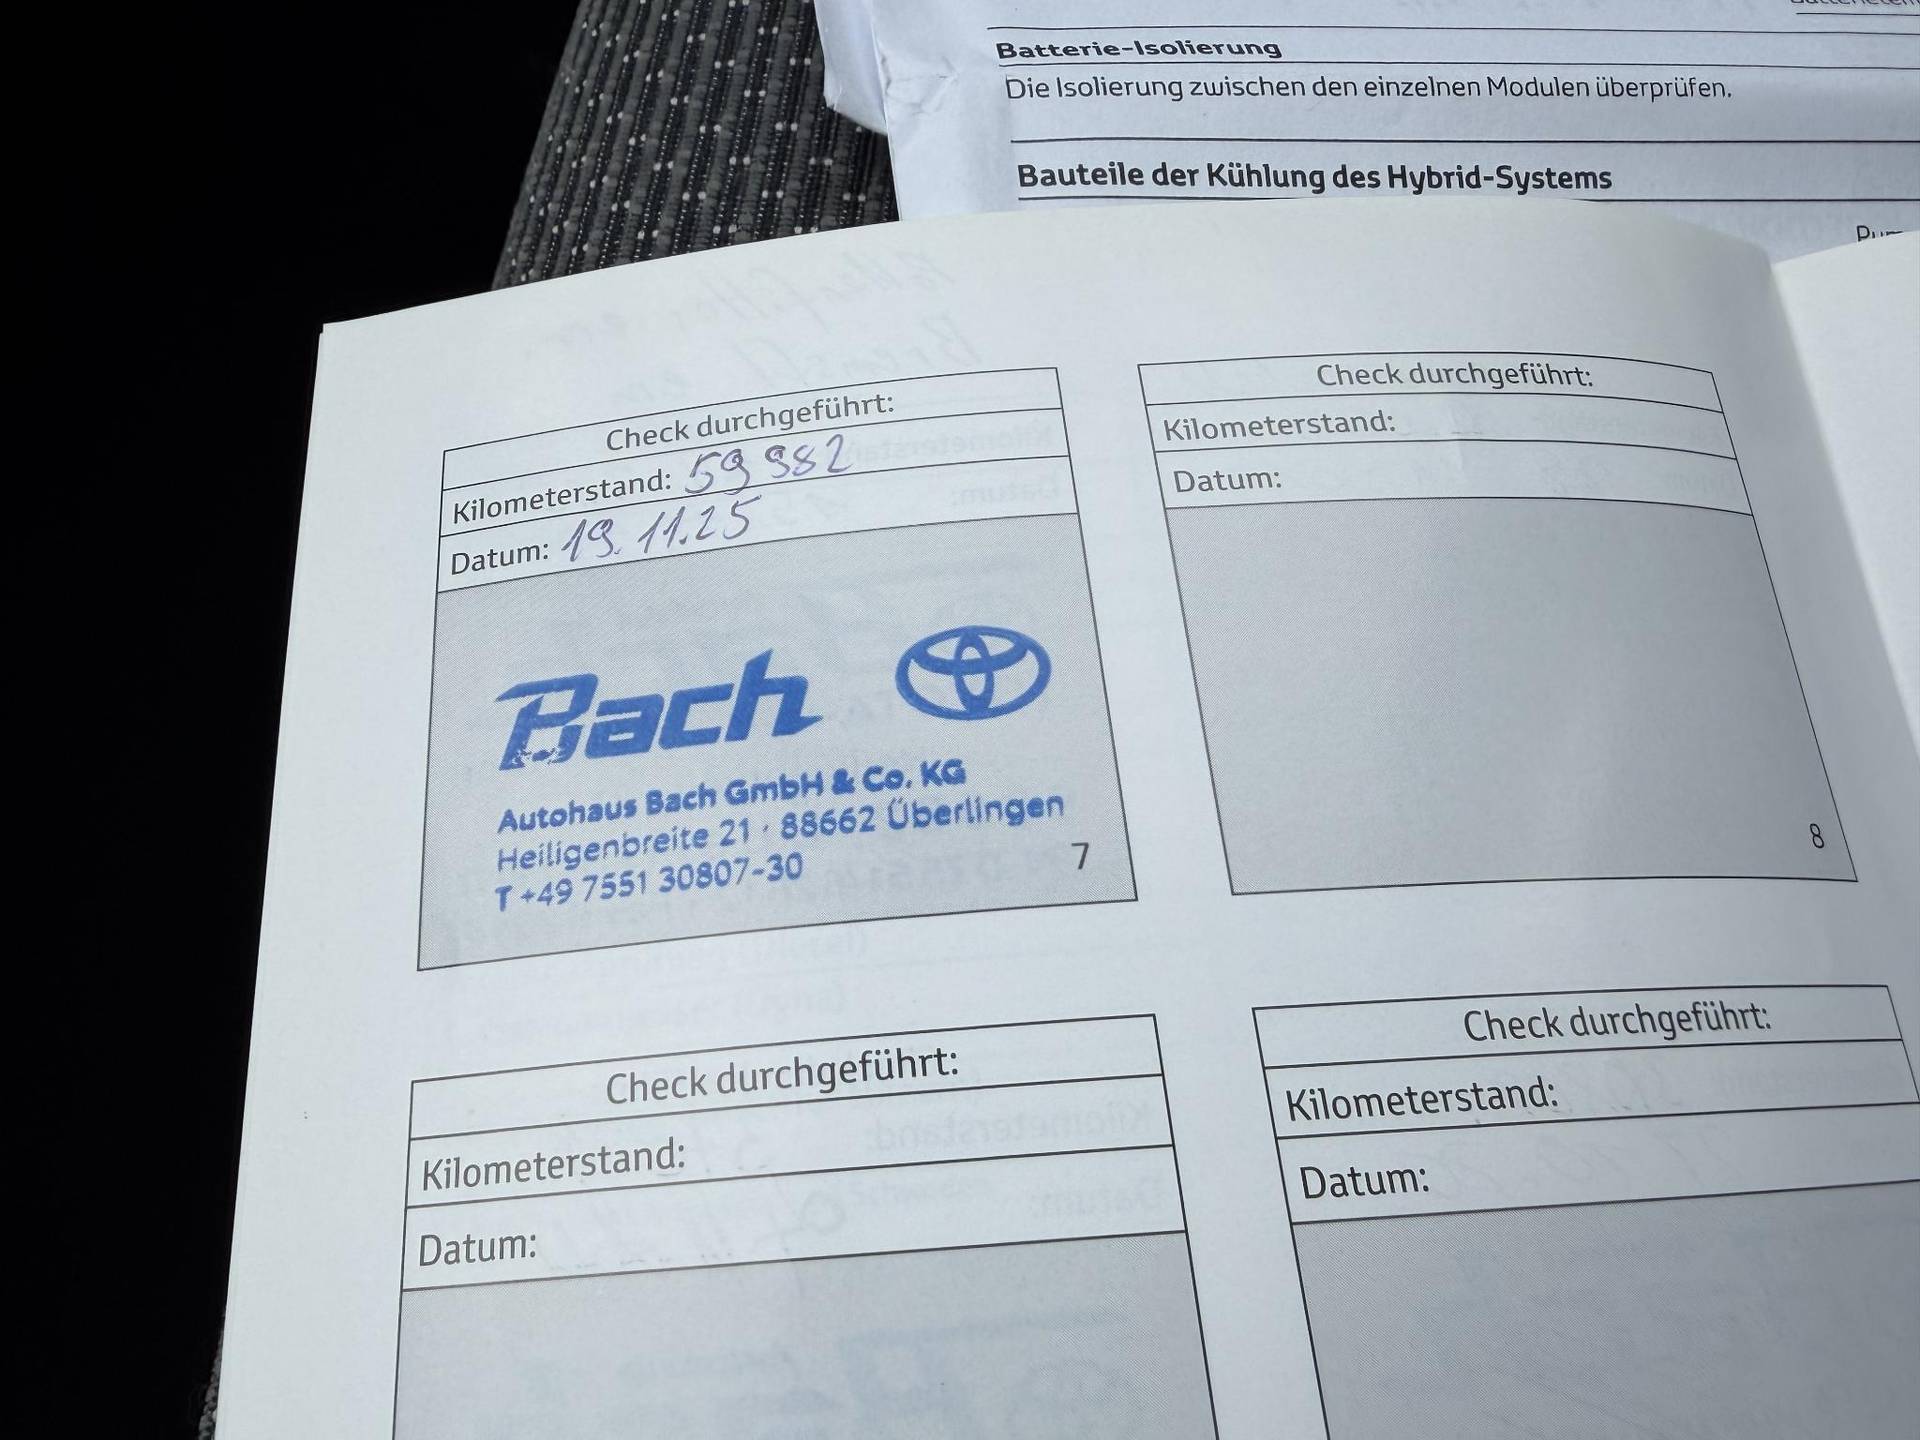 Batterie-Isolierung
Die Isolierung zwischen den einzelnen Modulen überprüfen.
Bauteile der Kühlung des Hybrid-Systems
Check durchgeführt:
Kilometerstand: 59 982
Datum: 19.11.25
Bach
Autohaus Bach GmbH & Co. KG
Heiligenbreite 21 · 88662 Überlingen
T +49 7551 30807-30
7
Check durchgeführt:
Kilometerstand:
Datum:
8
Check durchgeführt:
Kilometerstand:
Datum:
Check durchgeführt:
Kilometerstand:
Datum: